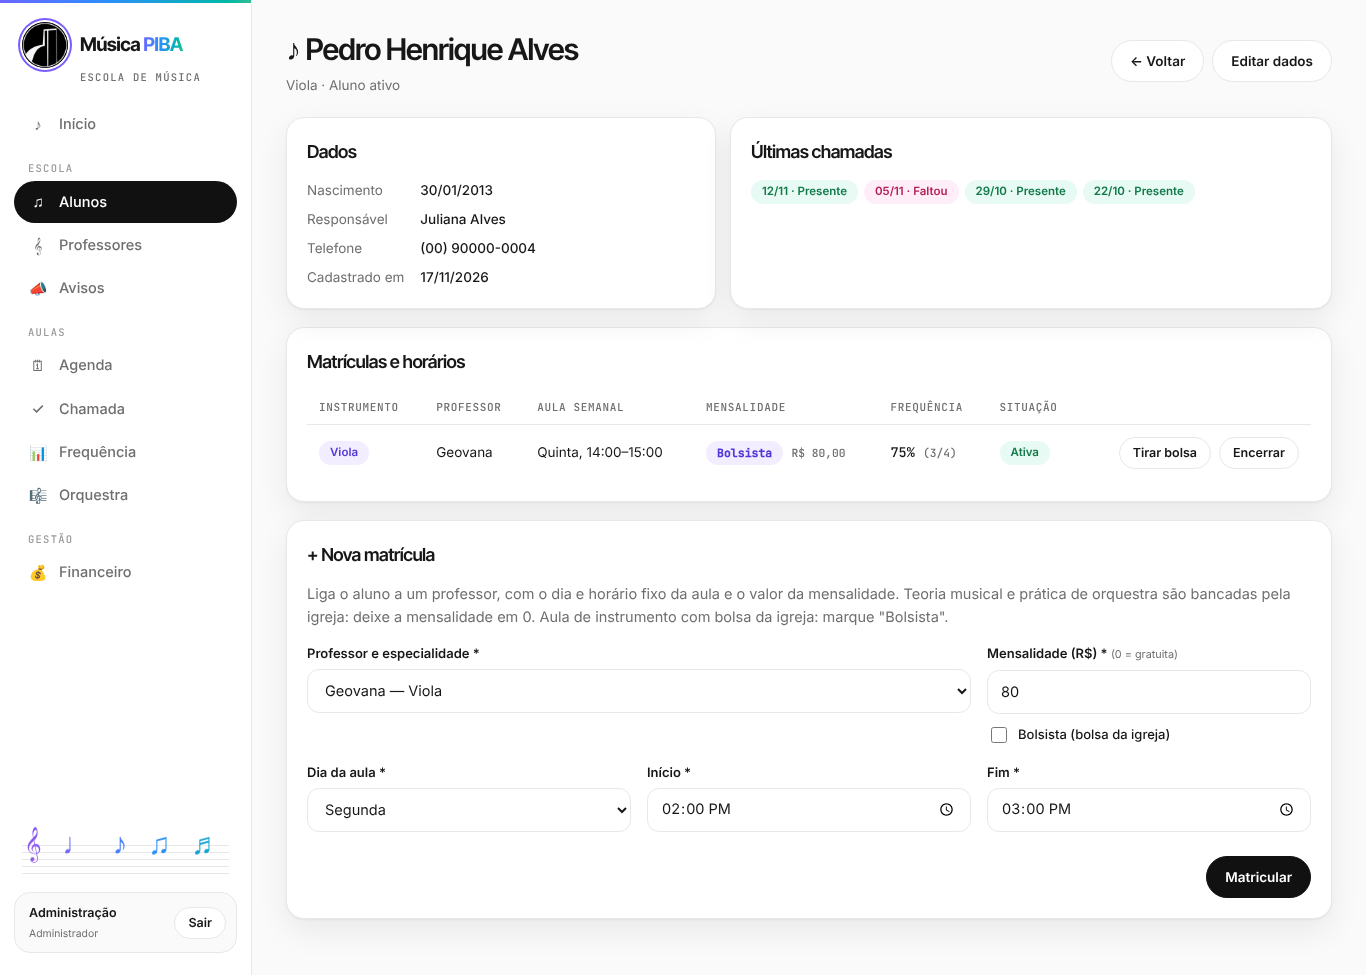 Música PIBA
ESCOLA DE MÚSICA
Início
ESCOLA
Alunos
Professores
Avisos
AULAS
Agenda
Chamada
Frequência
Orquestra
GESTÃO
Financeiro
Administração
Administrador
Sair
♪ Pedro Henrique Alves
Viola · Aluno ativo
← Voltar
Editar dados
Dados
Nascimento 30/01/2013
Responsável Juliana Alves
Telefone (00) 90000-0004
Cadastrado em 17/11/2026
Últimas chamadas
12/11 · Presente 05/11 · Faltou 29/10 · Presente 22/10 · Presente
Matrículas e horários
INSTRUMENTO PROFESSOR AULA SEMANAL MENSALIDADE FREQUÊNCIA SITUAÇÃO
Viola Geovana Quinta, 14:00–15:00 Bolsista R$ 80,00 75% (3/4) Ativa Tirar bolsa Encerrar
+ Nova matrícula
Liga o aluno a um professor, com o dia e horário fixo da aula e o valor da mensalidade. Teoria musical e prática de orquestra são bancadas pela
igreja: deixe a mensalidade em 0. Aula de instrumento com bolsa da igreja: marque "Bolsista".
Professor e especialidade * Mensalidade (R$) * (0 = gratuita)
Geovana — Viola 80
Bolsista (bolsa da igreja)
Dia da aula * Início * Fim *
Segunda 02:00 PM 03:00 PM
Matricular